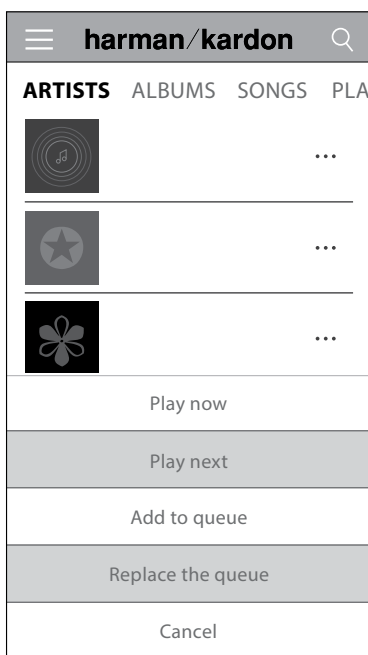 harman/kardon
ARTISTS ALBUMS SONGS PLA
Play now
Play next
Add to queue
Replace the queue
Cancel